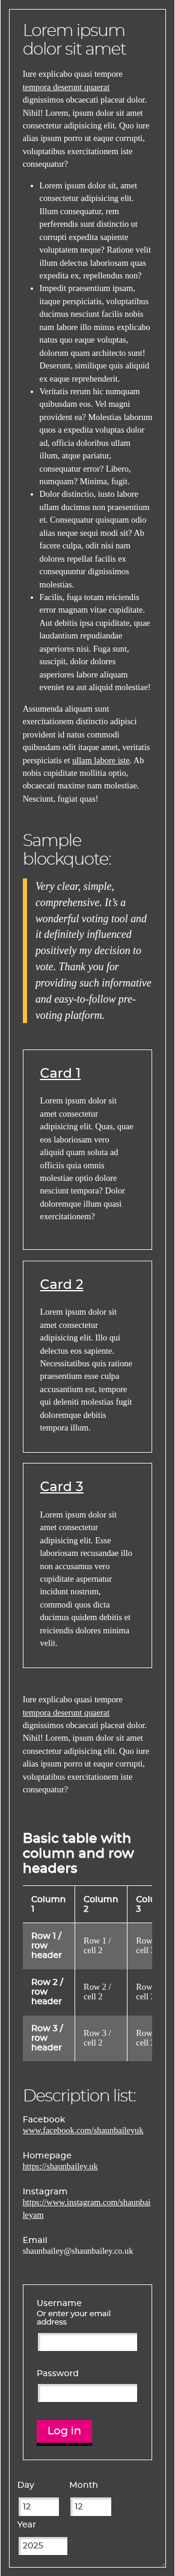 Lorem ipsum
dolor sit amet
Iure explicabo quasi tempore
tempora deserunt quaerat
dignissimos obcaecati placeat dolor.
Nihil! Lorem, ipsum dolor sit amet
consectetur adipisicing elit. Quo iure
alias ipsum porro ut eaque corrupti,
voluptatibus exercitationem iste
consequatur?
• Lorem ipsum dolor sit, amet
consectetur adipisicing elit.
Illum consequatur, rem
perferendis sunt distinctio ut
corrupti expedita sapiente
voluptatem neque? Ratione velit
illum delectus laboriosam quas
expedita ex, repellendus non?
• Impedit praesentium ipsam,
itaque perspiciatis, voluptatibus
ducimus nesciunt facilis nobis
nam labore illo minus explicabo
natus quo eaque voluptas,
dolorum quam architecto sunt!
Deserunt, similique quis aliquid
ex eaque reprehenderit.
• Veritatis rerum hic numquam
quibusdam eos. Vel magni
provident ea? Molestias laborum
quos a expedita voluptas dolor
ad, officia doloribus ullam
illum, atque pariatur,
consequatur error? Libero,
numquam? Minima, fugit.
• Dolor distinctio, iusto labore
ullam ducimus non praesentium
et. Consequatur quisquam odio
alias neque sequi modi sit? Ab
facere culpa, odit nisi nam
dolores repellat facilis ex
consequuntur dignissimos
molestias.
• Facilis, fuga totam reiciendis
error magnam vitae cupiditate.
Aut debitis ipsa cupiditate, quae
laudantium repudiandae
asperiores nisi. Fuga sunt,
suscipit, dolor dolores
asperiores labore aliquam
eveniet ea aut aliquid molestiae!
Assumenda aliquam sunt
exercitationem distinctio adipisci
provident id natus commodi
quibusdam odit itaque amet, veritatis
perspiciatis et ullam labore iste. Ab
nobis cupiditate mollitia optio,
obcaecati maxime nam molestiae.
Nesciunt, fugiat quas!
Sample
blockquote:
Very clear, simple,
comprehensive. It’s a
wonderful voting tool and
it definitely influenced
positively my decision to
vote. Thank you for
providing such informative
and easy-to-follow pre-
voting platform.
Card 1
Lorem ipsum dolor sit
amet consectetur
adipisicing elit. Quas, quae
eos laboriosam vero
aliquid quam soluta ad
officiis quia omnis
molestiae optio dolore
nesciunt tempora? Dolor
doloremque illum quasi
exercitationem?
Card 2
Lorem ipsum dolor sit
amet consectetur
adipisicing elit. Illo qui
delectus eos sapiente.
Necessitatibus quis ratione
praesentium esse culpa
accusantium est, tempore
qui deleniti molestias fugit
doloremque debitis
tempora illum.
Card 3
Lorem ipsum dolor sit
amet consectetur
adipisicing elit. Esse
laboriosam recusandae illo
non accusamus vero
cupiditate aspernatur
incidunt nostrum,
commodi quos dicta
ducimus quidem debitis et
reiciendis dolores minima
velit.
Iure explicabo quasi tempore
tempora deserunt quaerat
dignissimos obcaecati placeat dolor.
Nihil! Lorem, ipsum dolor sit amet
consectetur adipisicing elit. Quo iure
alias ipsum porro ut eaque corrupti,
voluptatibus exercitationem iste
consequatur?
Basic table with
column and row
headers
Column 1
Column 2
Colu 3
Row 1 / row header
Row 1 / cell 2
Row
Row 2 / row header
Row 2 / cell 2
Row
Row 3 / row header
Row 3 / cell 2
Row
Description list:
Facebook
www.facebook.com/shaunbaileyuk
Homepage
https://shaunbailey.uk
Instagram
https://www.instagram.com/shaunbai
leyam
Email
shaunbailey@shaunbailey.co.uk
Username
Or enter your email
address
Password
Log in
Day
Month
12
12
Year
2025